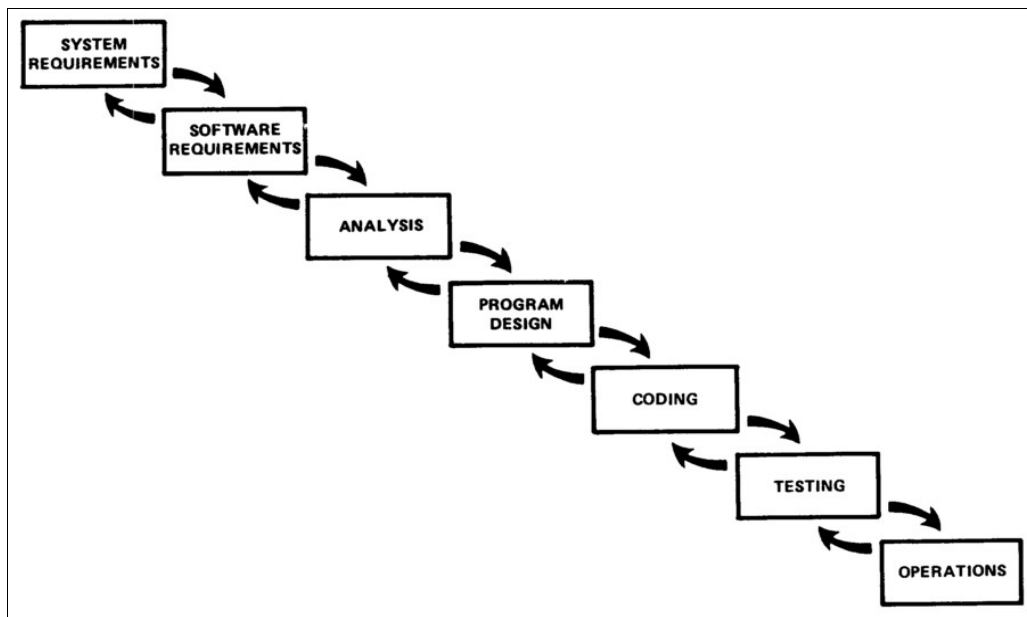 SYSTEM
REQUIREMENTS
SOFTWARE
REQUIREMENTS
ANALYSIS
PROGRAM
DESIGN
CODING
TESTING
OPERATIONS